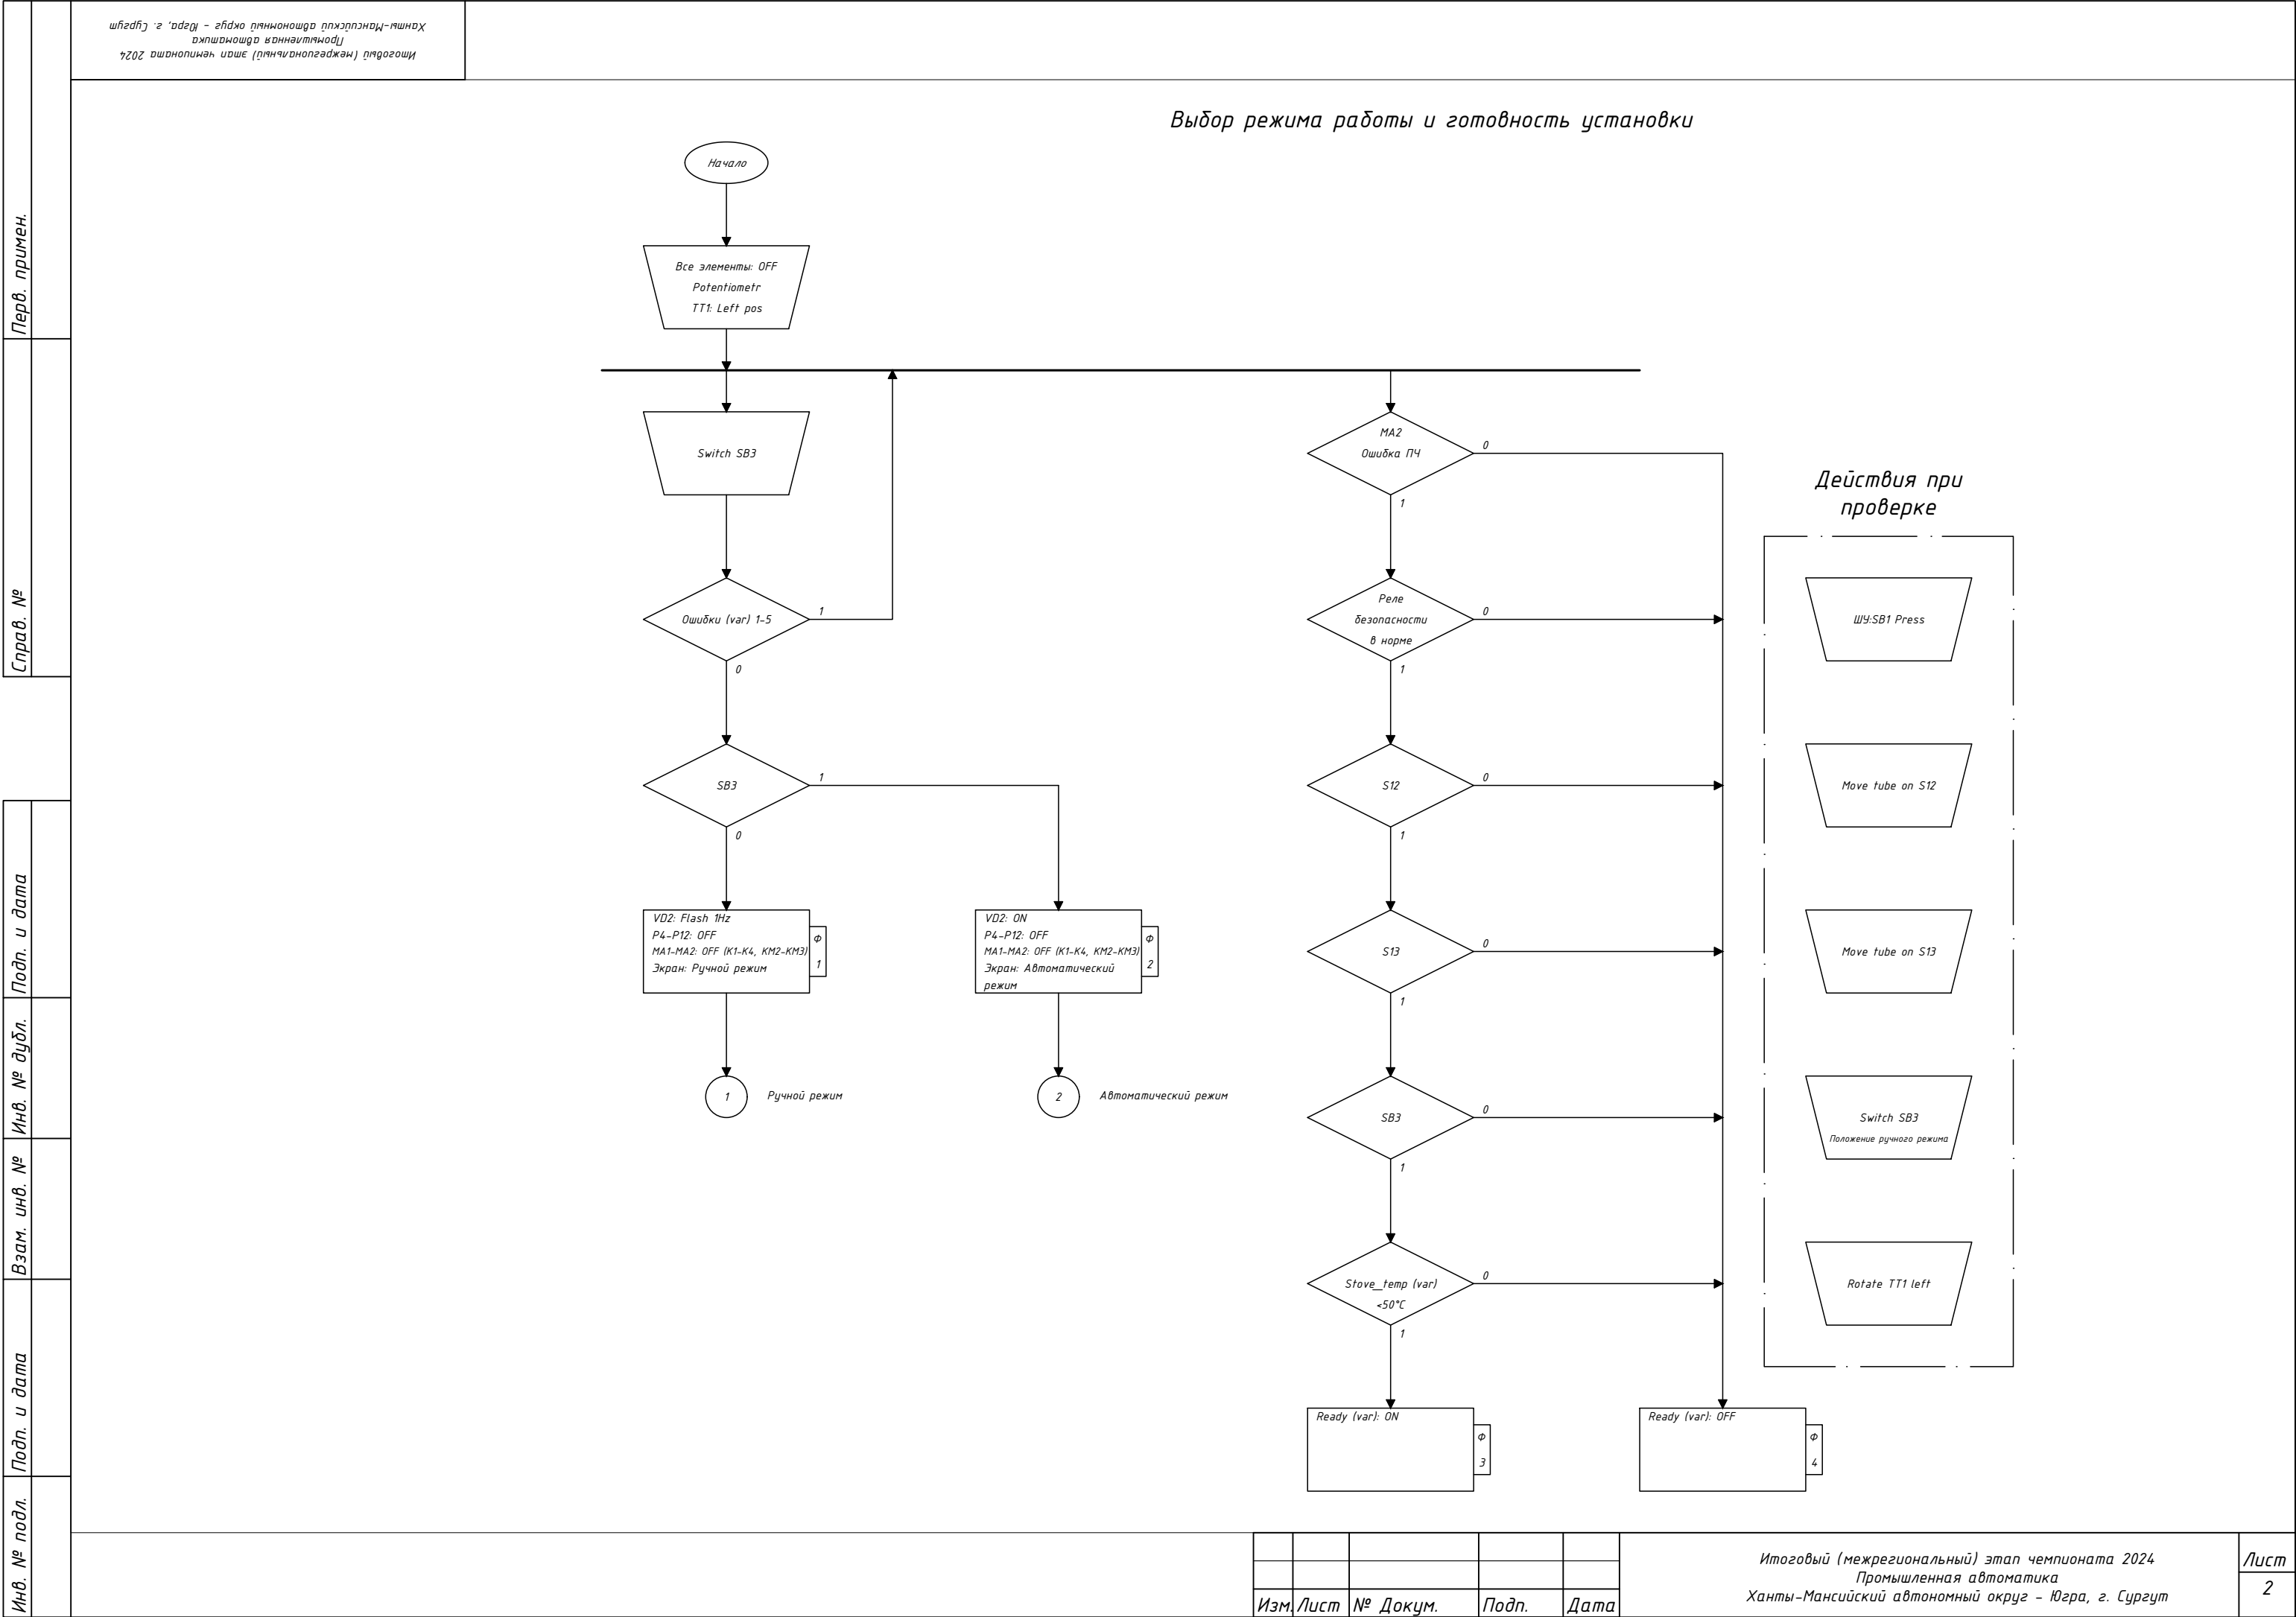 Итоговый (межрегиональный) этап чемпионата 2024
Промышленная автоматика
Ханты-Мансийский автономный округ - Югра, г. Сургут
Выбор режима работы и готовность установки
Начало
Все элементы: OFF
Potentiometr
TT1: Left pos
Switch SB3
Ошибки (var) 1-5
1
0
SB3
1
0
VD2: Flash 1Hz
P4-P12: OFF
MA1-MA2: OFF (K1-K4, KM2-KM3)
Экран: Ручной режим
Ф
1
VD2: ON
P4-P12: OFF
MA1-MA2: OFF (K1-K4, KM2-KM3)
Экран: Автоматический
режим
Ф
2
1
Ручной режим
2
Автоматический режим
MA2
Ошибка ПЧ
0
1
Реле
безопасности
в норме
0
1
S12
0
1
S13
0
1
SB3
0
1
Stove_temp (var)
<50°C
0
1
Ready (var): ON
Ф
3
Ready (var): OFF
Ф
4
Действия при
проверке
ШУ:SB1 Press
Move tube on S12
Move tube on S13
Switch SB3
Положение ручного режима
Rotate TT1 left
Перв. примен.
Справ. №
Подп. и дата
Инв. № дубл.
Взам. инв. №
Подп. и дата
Инв. № подл.
Изм.
Лист
№ Докум.
Подп.
Дата
Итоговый (межрегиональный) этап чемпионата 2024
Промышленная автоматика
Ханты-Мансийский автономный округ - Югра, г. Сургут
Лист
2